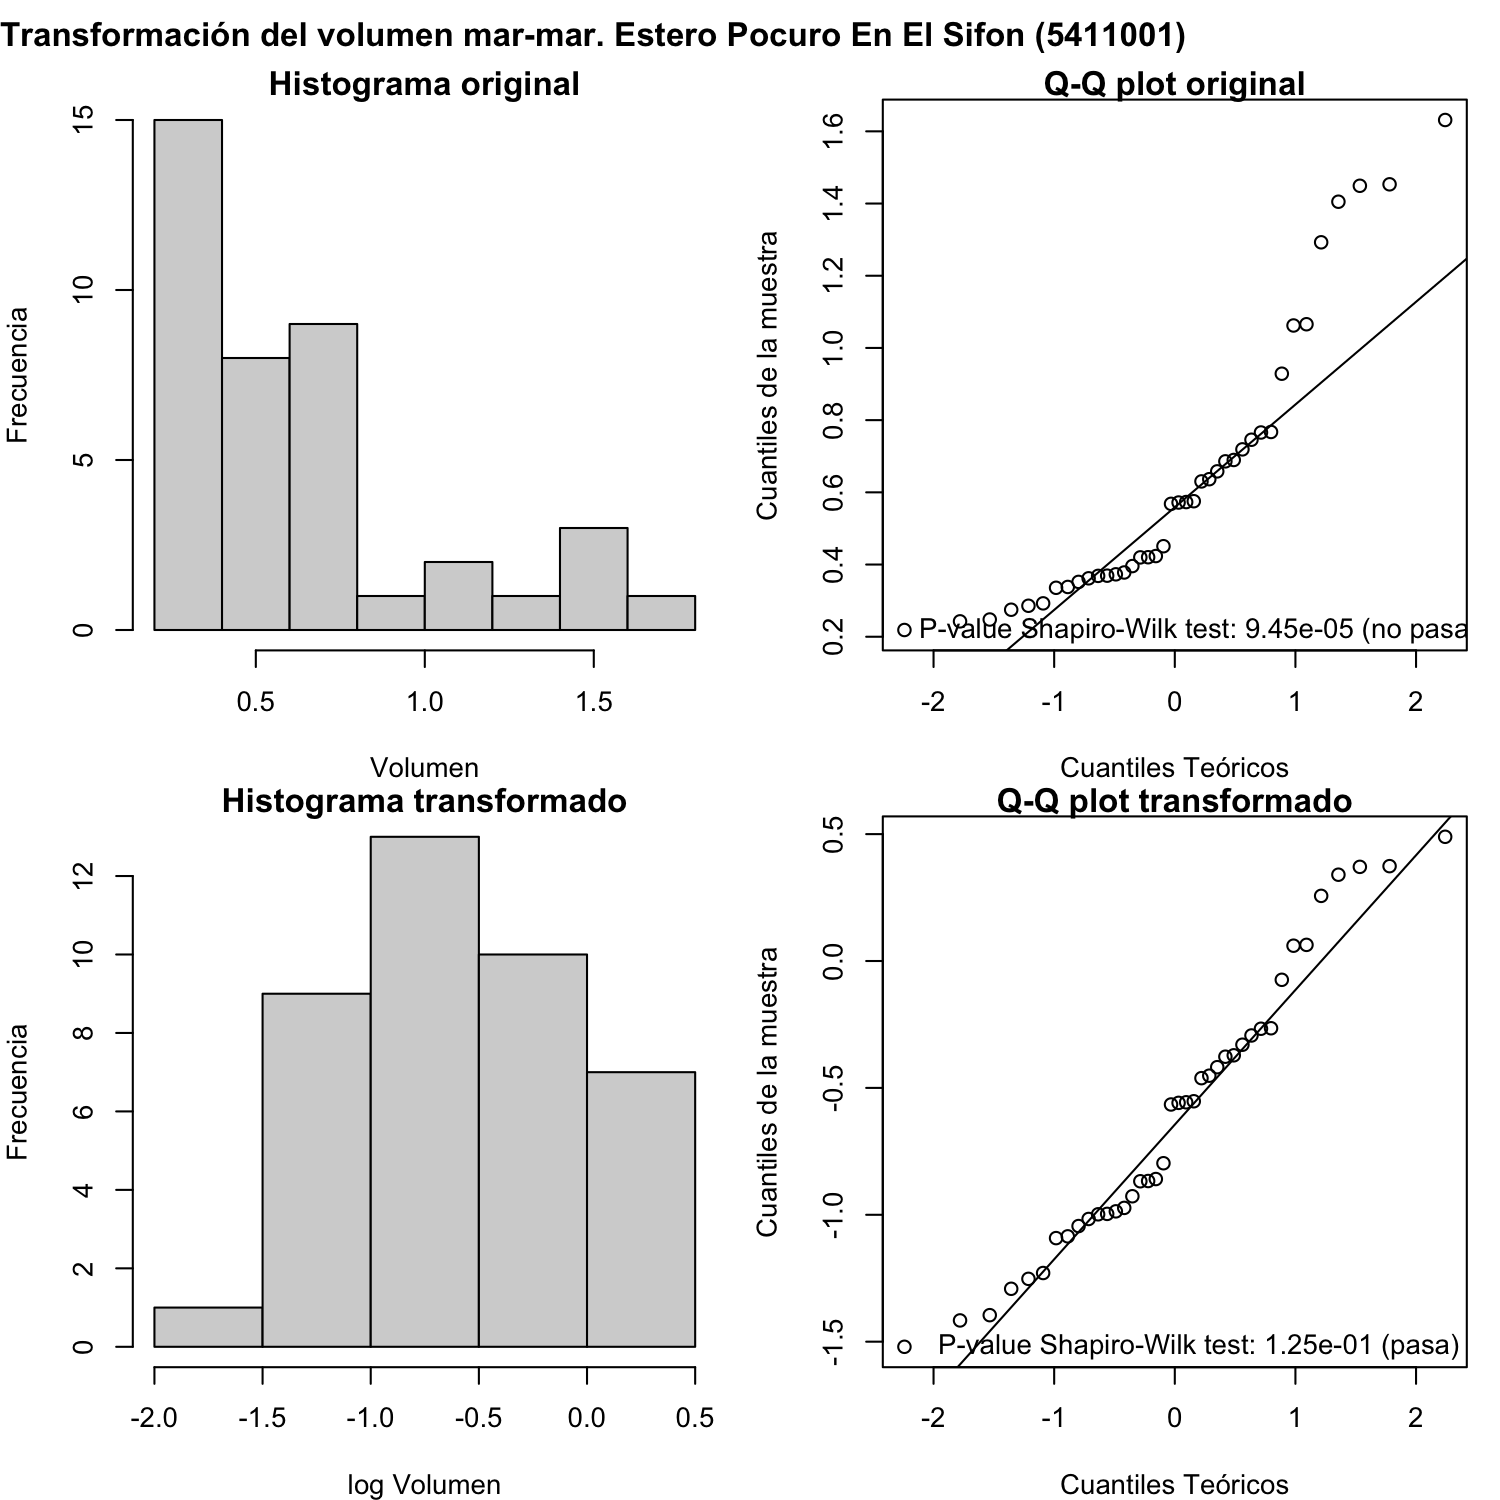 Transformación del volumen mar-mar. Estero Pocuro En El Sifon (5411001)
Histograma original
Frecuencia
0 5 10 15
0.5 1.0 1.5
Volumen
Q-Q plot original
Cuantiles de la muestra
0.2 0.4 0.6 0.8 1.0 1.2 1.4 1.6
P-value Shapiro-Wilk test: 9.45e-05 (no pasa
-2 -1 0 1 2
Cuantiles Teóricos
Histograma transformado
Frecuencia
0 2 4 6 8 10 12
-2.0 -1.5 -1.0 -0.5 0.0 0.5
log Volumen
Q-Q plot transformado
Cuantiles de la muestra
-1.5 -1.0 -0.5 0.0 0.5
P-value Shapiro-Wilk test: 1.25e-01 (pasa)
-2 -1 0 1 2
Cuantiles Teóricos